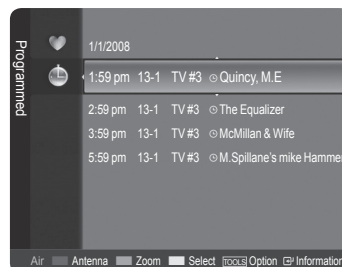 Programmed
1/1/2008
1:59 pm 13-1 TV #3 Quincy, M.E
2:59 pm 13-1 TV #3 The Equalizer
3:59 pm 13-1 TV #3 McMillan & Wife
5:59 pm 13-1 TV #3 M.Spillane's mike Hammer
Air Antenna Zoom Select TOOLS Option Information